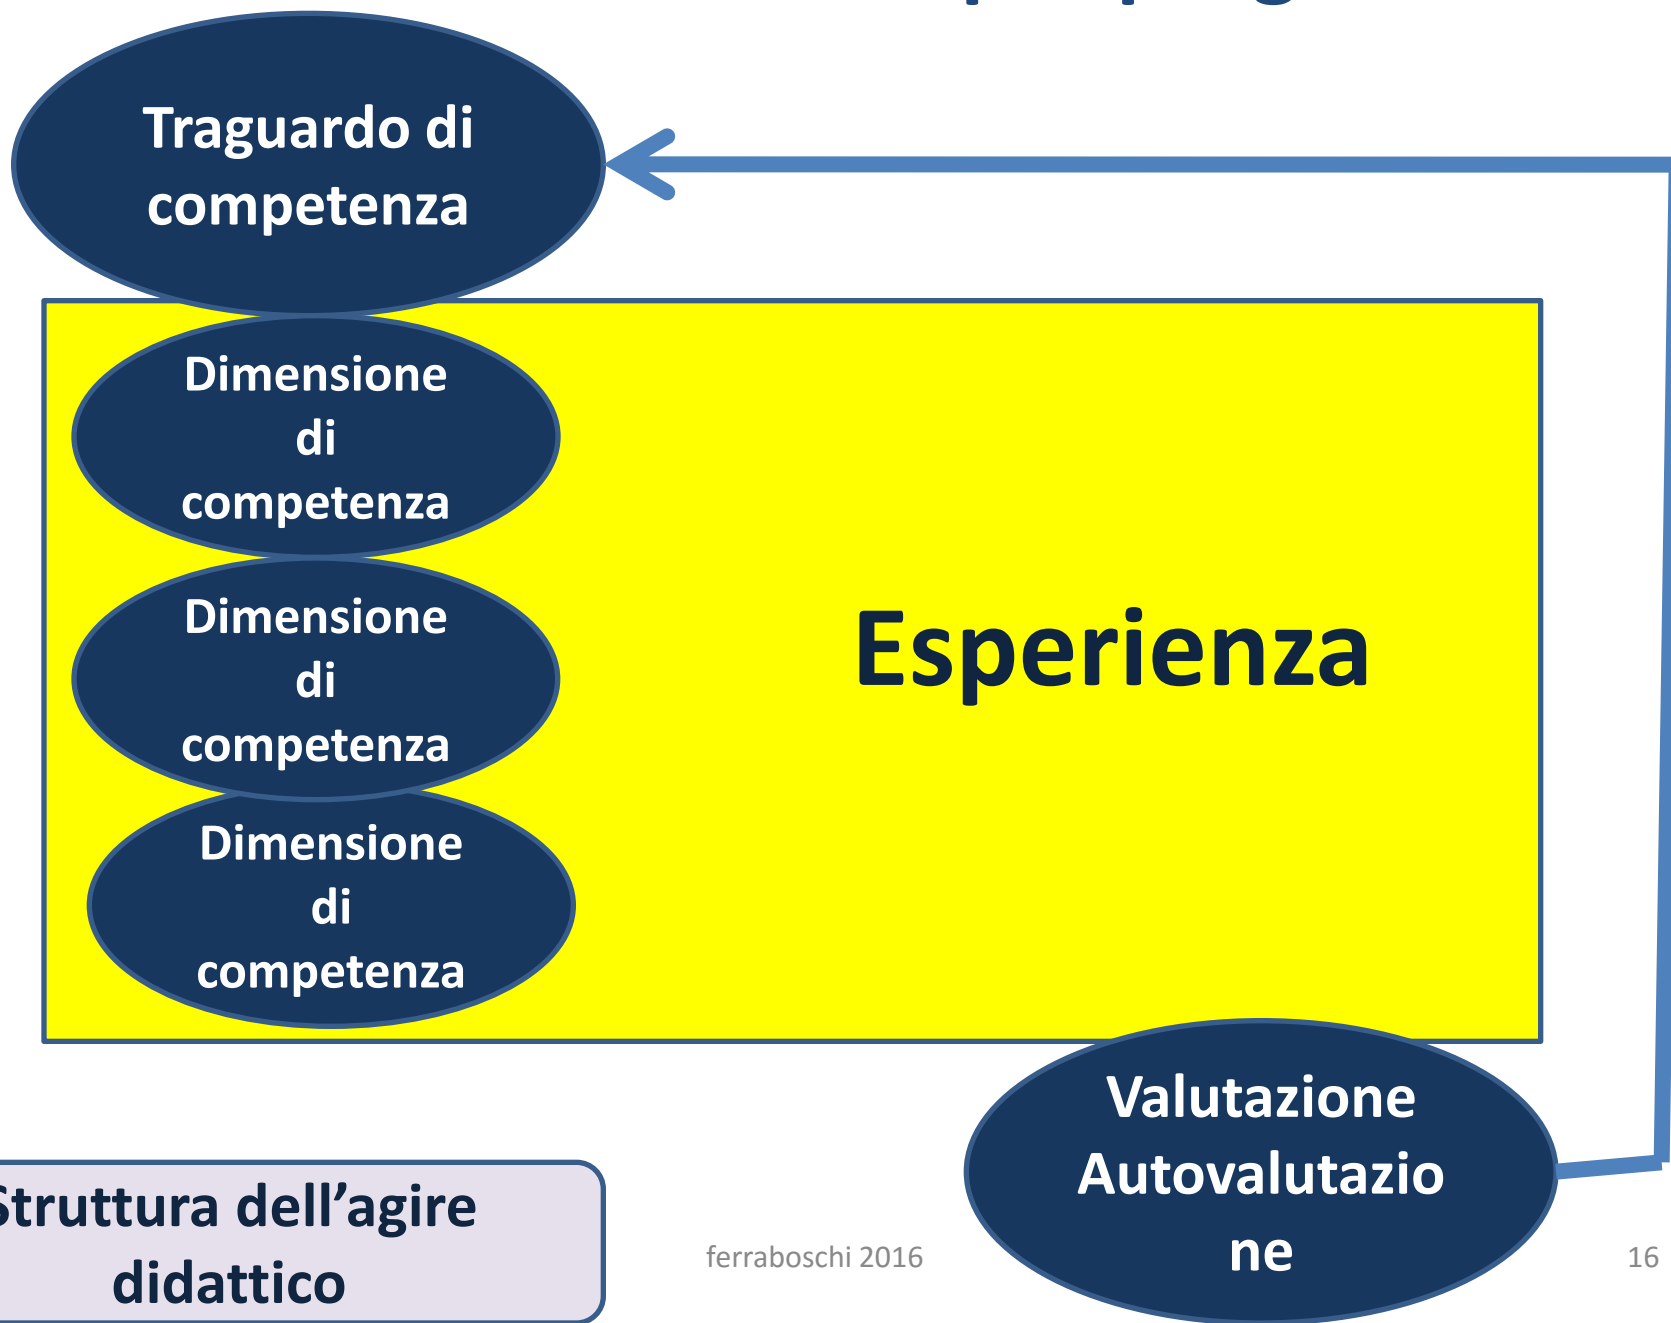 Traguardo di
competenza
Dimensione
di
competenza
Dimensione
di
competenza
Dimensione
di
competenza
Esperienza
Valutazione
Autovalutazio
ne
Struttura dell’agire
didattico
ferraboschi 2016
16